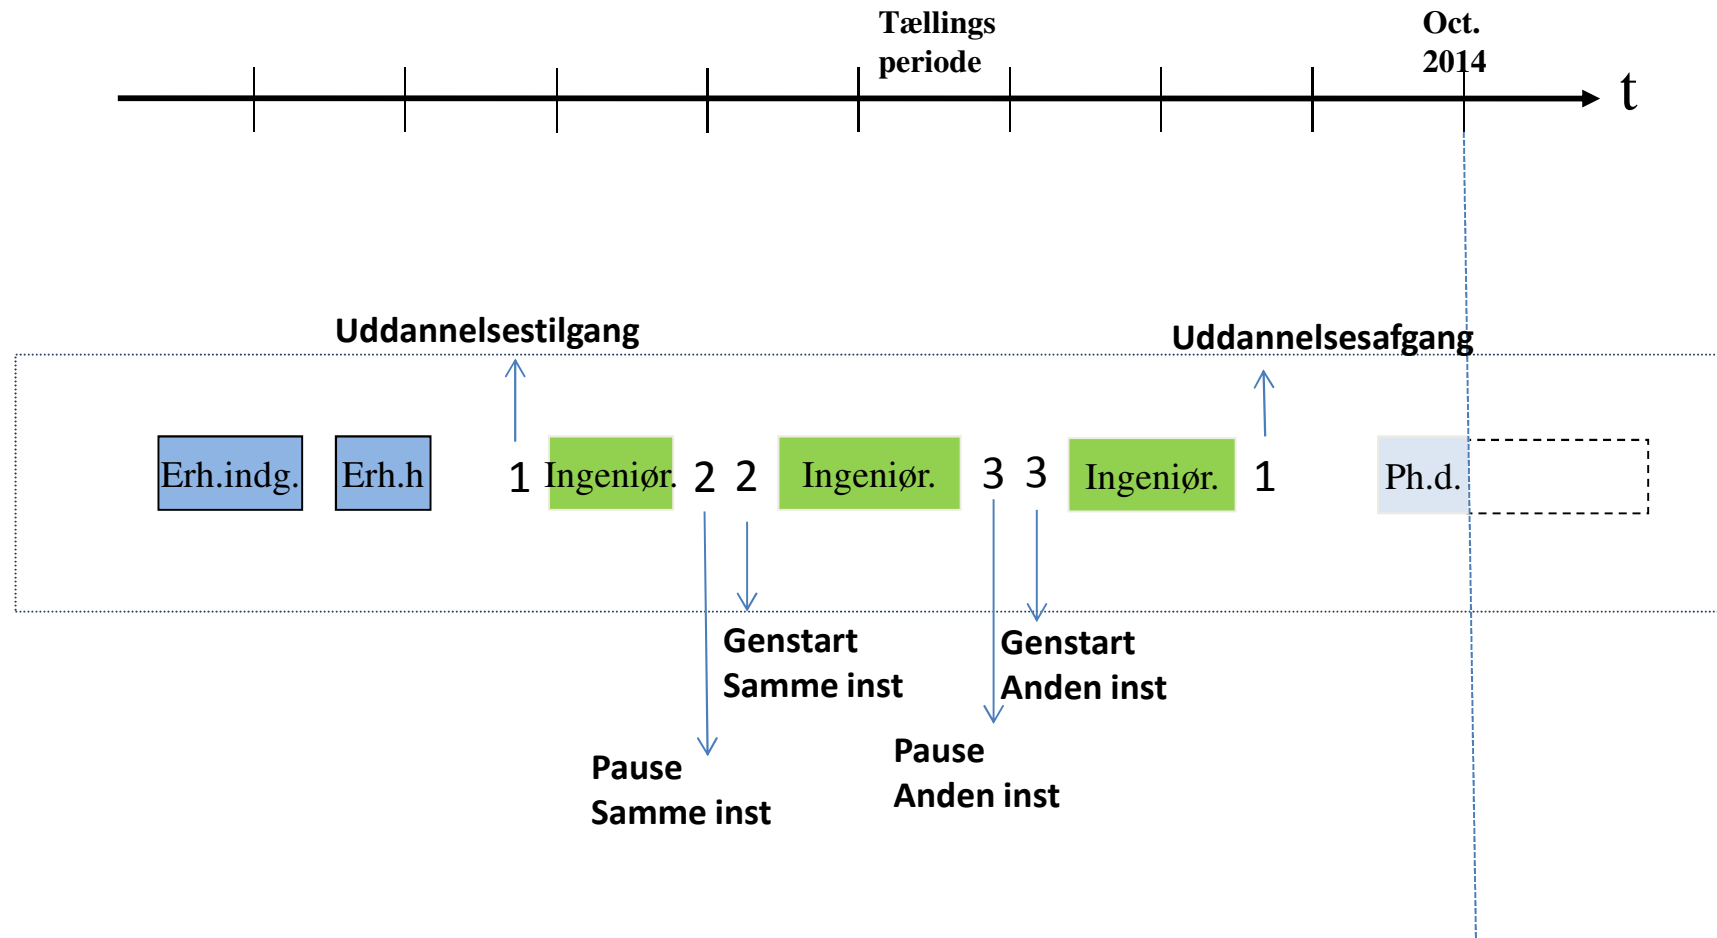 Tællings
periode
Oct.
2014
t
Uddannelsestilgang
Uddannelsesafgang
Erh.indg. Erh.h 1 Ingeniør. 2 2 Ingeniør. 3 3 Ingeniør. 1 Ph.d.
Genstart
Samme inst
Genstart
Anden inst
Pause
Samme inst
Pause
Anden inst